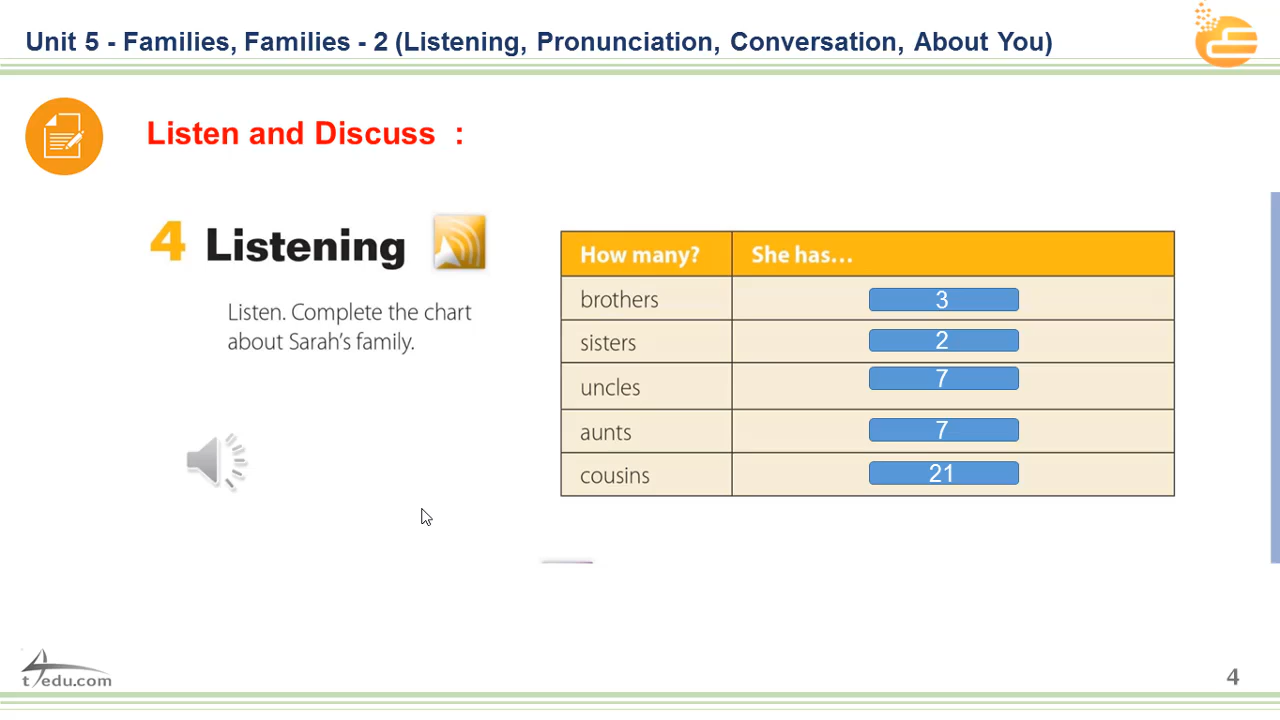 Unit 5 - Families, Families - 2 (Listening, Pronunciation, Conversation, About You)
Listen and Discuss :
4 Listening
Listen. Complete the chart
about Sarah's family.
How many? She has...
brothers 3
sisters 2
uncles 7
aunts 7
cousins 21
t4edu.com
4